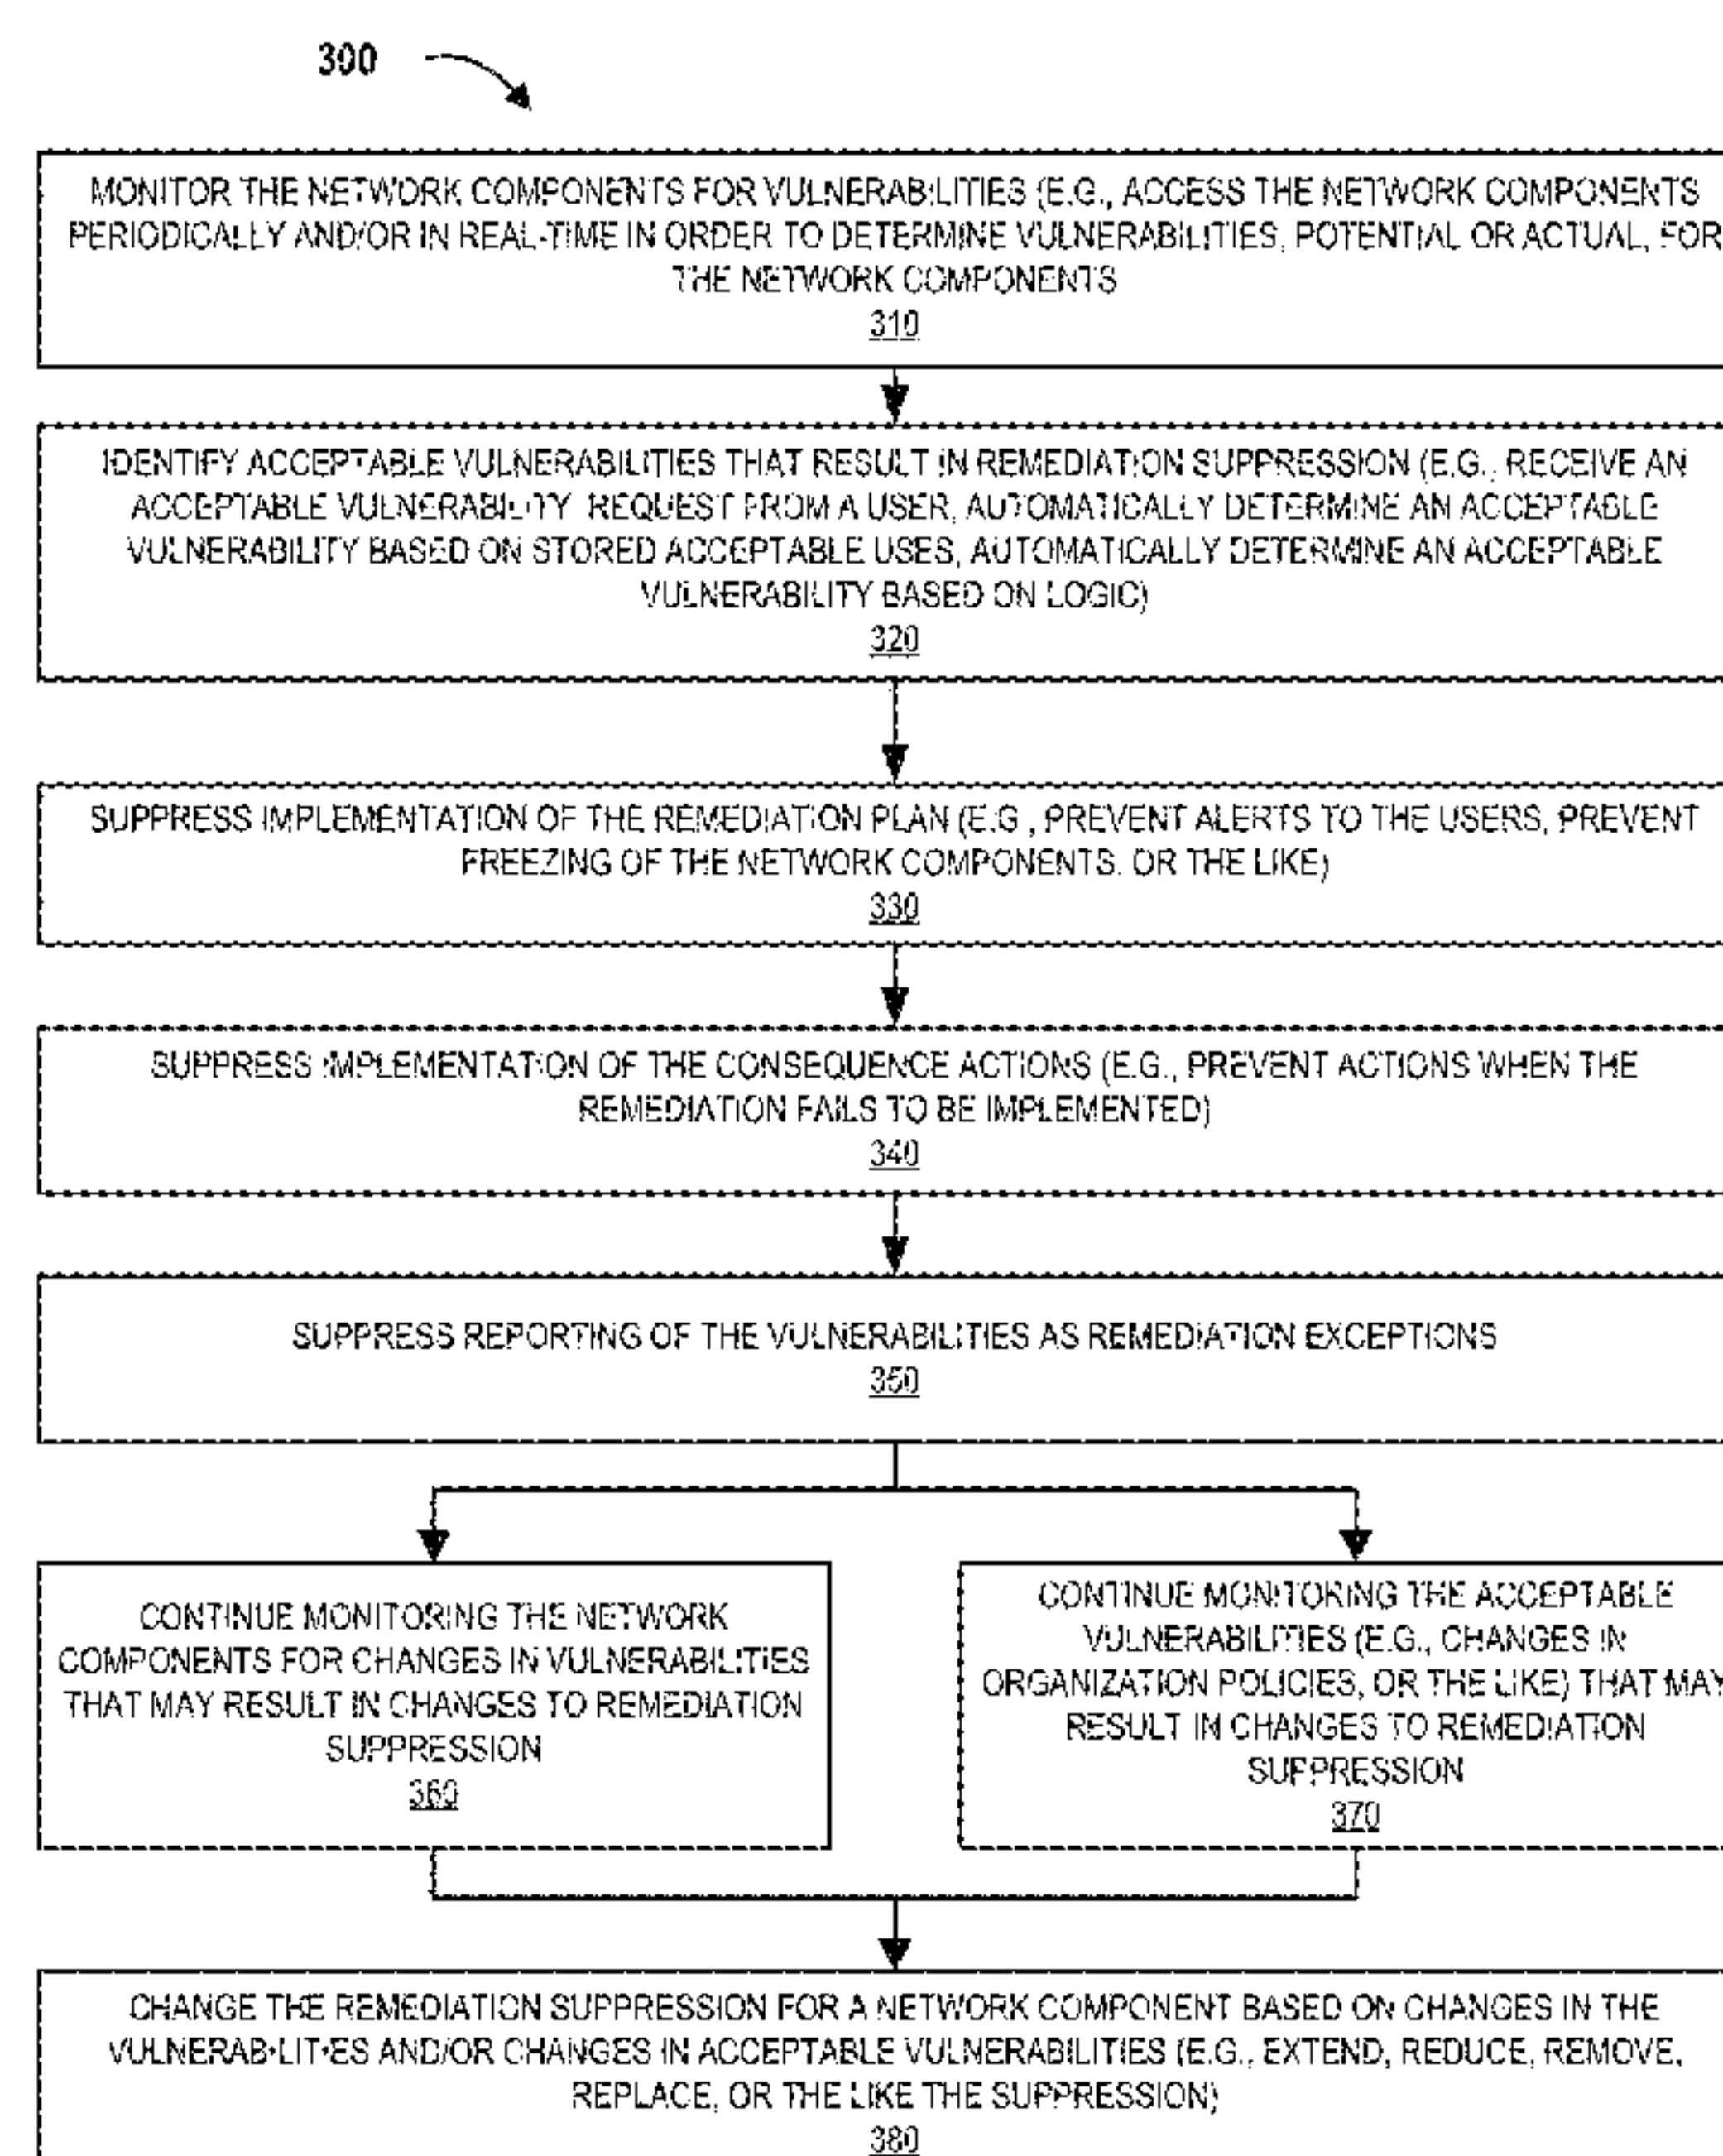 300
MONITOR THE NETWORK COMPONENTS FOR VULNERABILITIES (E.G., ACCESS THE NETWORK COMPONENTS
PERIODICALLY AND/OR IN REAL-TIME IN ORDER TO DETERMINE VULNERABILITIES, POTENTIAL OR ACTUAL, FOR
THE NETWORK COMPONENTS
310
IDENTIFY ACCEPTABLE VULNERABILITIES THAT RESULT IN REMEDIATION SUPPRESSION (E.G., RECEIVE AN
ACCEPTABLE VULNERABILITY REQUEST FROM A USER, AUTOMATICALLY DETERMINE AN ACCEPTABLE
VULNERABILITY BASED ON STORED ACCEPTABLE USES, AUTOMATICALLY DETERMINE AN ACCEPTABLE
VULNERABILITY BASED ON LOGIC)
320
SUPPRESS IMPLEMENTATION OF THE REMEDIATION PLAN (E.G., PREVENT ALERTS TO THE USERS, PREVENT
FREEZING OF THE NETWORK COMPONENTS, OR THE LIKE)
330
SUPPRESS IMPLEMENTATION OF THE CONSEQUENCE ACTIONS (E.G., PREVENT ACTIONS WHEN THE
REMEDIATION FAILS TO BE IMPLEMENTED)
340
SUPPRESS REPORTING OF THE VULNERABILITIES AS REMEDIATION EXCEPTIONS
350
CONTINUE MONITORING THE NETWORK
COMPONENTS FOR CHANGES IN VULNERABILITIES
THAT MAY RESULT IN CHANGES TO REMEDIATION
SUPPRESSION
360
CONTINUE MONITORING THE ACCEPTABLE
VULNERABILITIES (E.G., CHANGES IN
ORGANIZATION POLICIES, OR THE LIKE) THAT MAY
RESULT IN CHANGES TO REMEDIATION
SUPPRESSION
370
CHANGE THE REMEDIATION SUPPRESSION FOR A NETWORK COMPONENT BASED ON CHANGES IN THE
VULNERABILITIES AND/OR CHANGES IN ACCEPTABLE VULNERABILITIES (E.G., EXTEND, REDUCE, REMOVE,
REPLACE, OR THE LIKE THE SUPPRESSION)
380